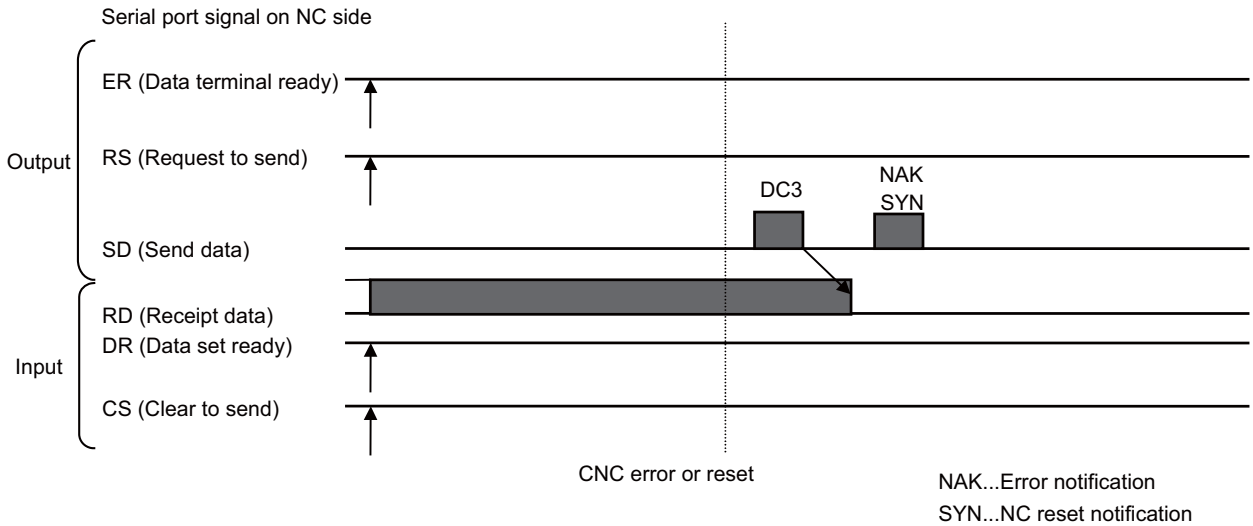 Serial port signal on NC side
ER (Data terminal ready)
Output
RS (Request to send)
DC3
NAK
SYN
SD (Send data)
RD (Receipt data)
Input
DR (Data set ready)
CS (Clear to send)
CNC error or reset
NAK...Error notification
SYN...NC reset notification